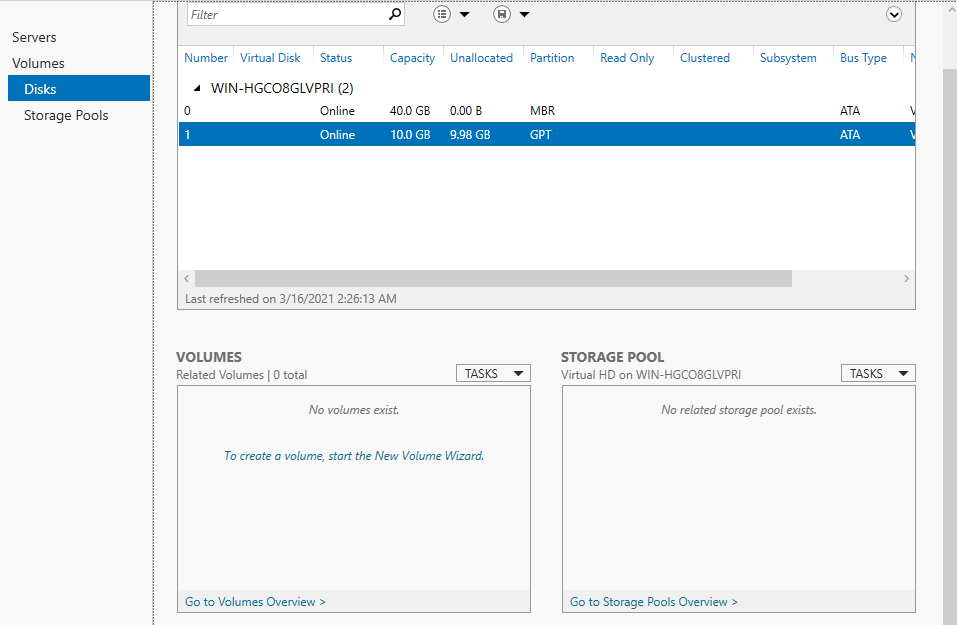 Filter
Servers
Volumes
Disks
Storage Pools
Number Virtual Disk Status Capacity Unallocated Partition Read Only Clustered Subsystem Bus Type
WIN-HGCO8GLVPRI (2)
0 Online 40.0 GB 0.00 B MBR ATA
1 Online 10.0 GB 9.98 GB GPT ATA
Last refreshed on 3/16/2021 2:26:13 AM
VOLUMES
Related Volumes | 0 total
TASKS
No volumes exist.
To create a volume, start the New Volume Wizard.
Go to Volumes Overview >
STORAGE POOL
Virtual HD on WIN-HGCO8GLVPRI
TASKS
No related storage pool exists.
Go to Storage Pools Overview >